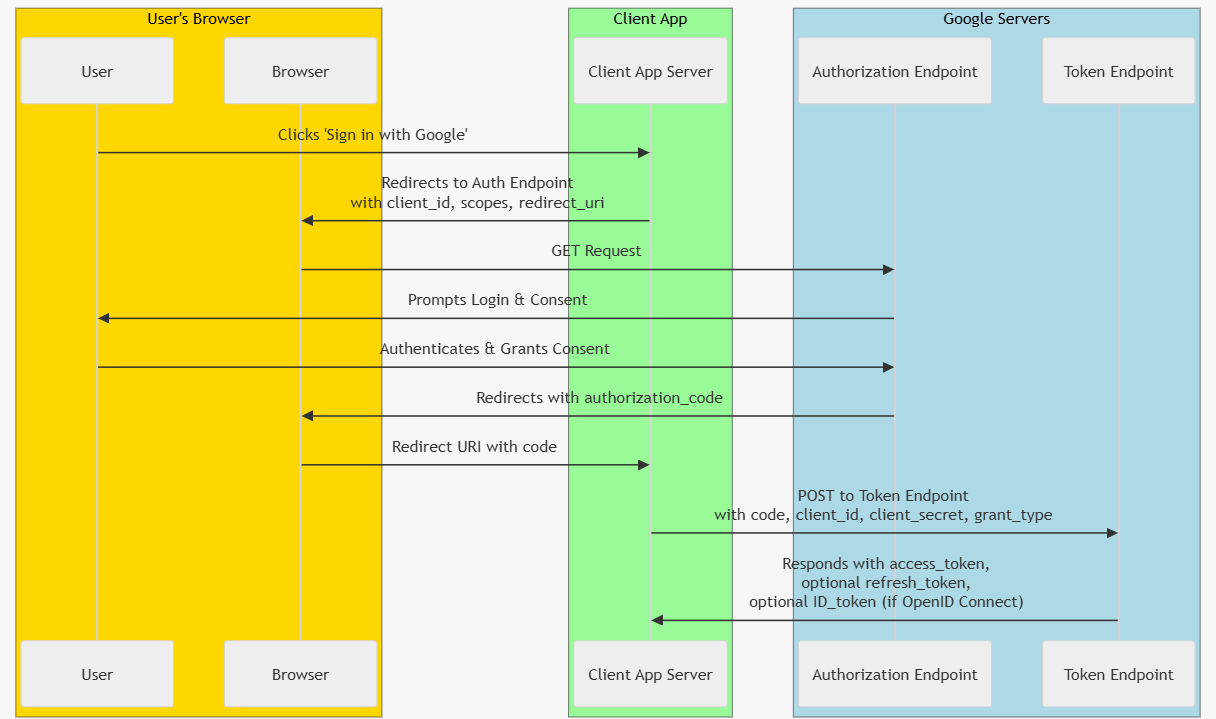 User's Browser
Client App
Google Servers
User
Browser
Client App Server
Authorization Endpoint
Token Endpoint
Clicks 'Sign in with Google'
Redirects to Auth Endpoint
with client_id, scopes, redirect_uri
GET Request
Prompts Login & Consent
Authenticates & Grants Consent
Redirects with authorization_code
Redirect URI with code
POST to Token Endpoint
with code, client_id, client_secret, grant_type
Responds with access_token,
optional refresh_token,
optional ID_token (if OpenID Connect)
User
Browser
Client App Server
Authorization Endpoint
Token Endpoint